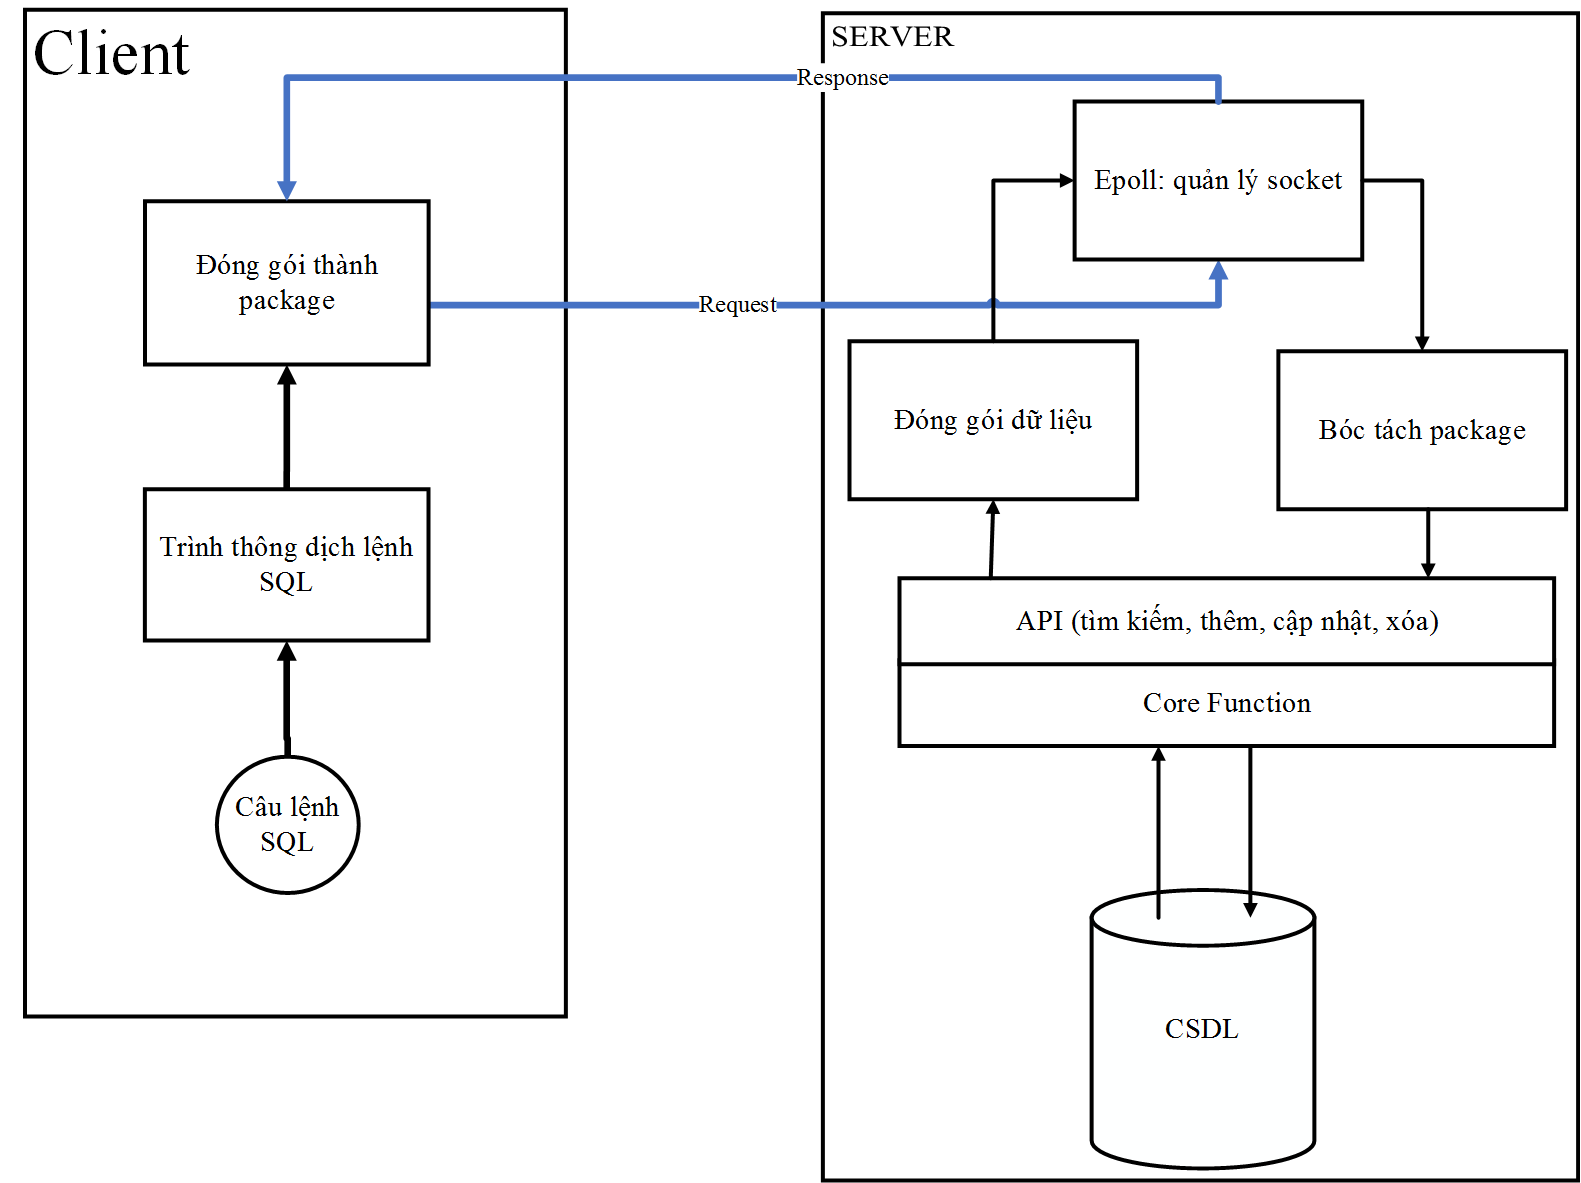 Client
SERVER
Response
Epoll: quản lý socket
Đóng gói thành
package
Request
Đóng gói dữ liệu
Bóc tách package
Trình thông dịch lệnh
SQL
API (tìm kiếm, thêm, cập nhật, xóa)
Core Function
Câu lệnh
SQL
CSDL